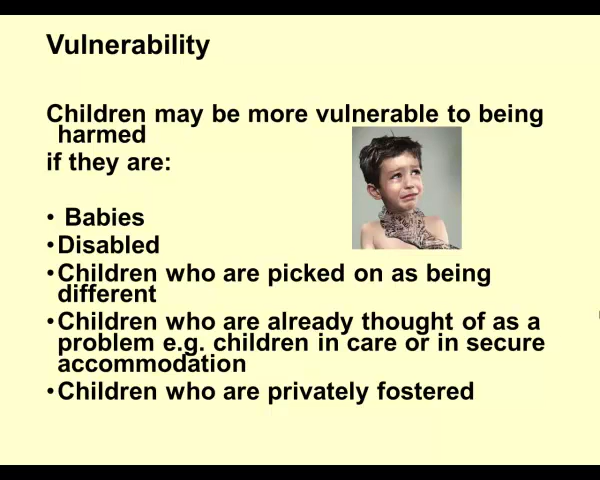 Vulnerability
Children may be more vulnerable to being
harmed
if they are:
• Babies
• Disabled
• Children who are picked on as being
different
• Children who are already thought of as a
problem e.g. children in care or in secure
accommodation
• Children who are privately fostered